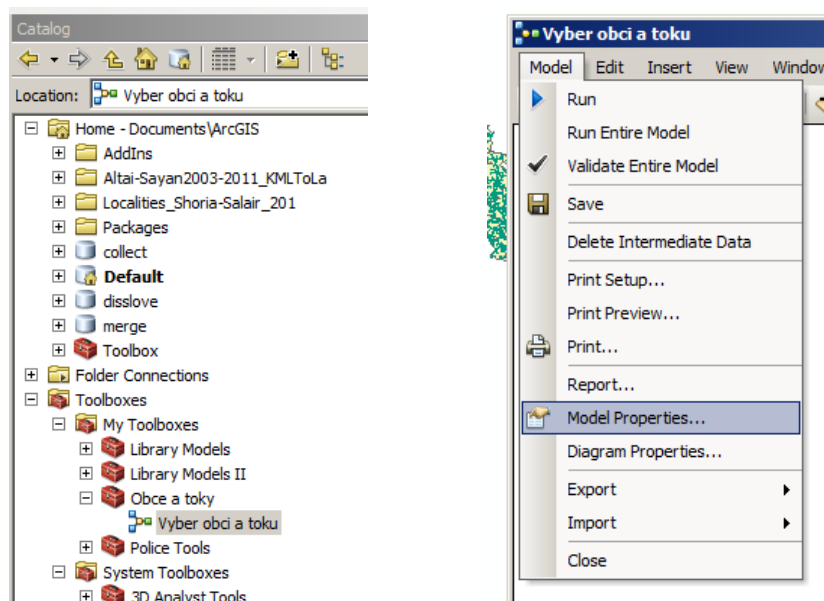 Catalog
Location: Vyber obci a toku
Home - Documents\ArcGIS
AddIns
Altai-Sayan2003-2011_KMLToLa
Localities_Shoria-Salair_201
Packages
collect
Default
disslove
merge
Toolbox
Folder Connections
Toolboxes
My Toolboxes
Library Models
Library Models II
Obce a toky
Vyber obci a toku
Police Tools
System Toolboxes
3D Analyst Tools
Vyber obci a toku
Model Edit Insert View Window
Run
Run Entire Model
Validate Entire Model
Save
Delete Intermediate Data
Print Setup...
Print Preview...
Print...
Report...
Model Properties...
Diagram Properties...
Export
Import
Close